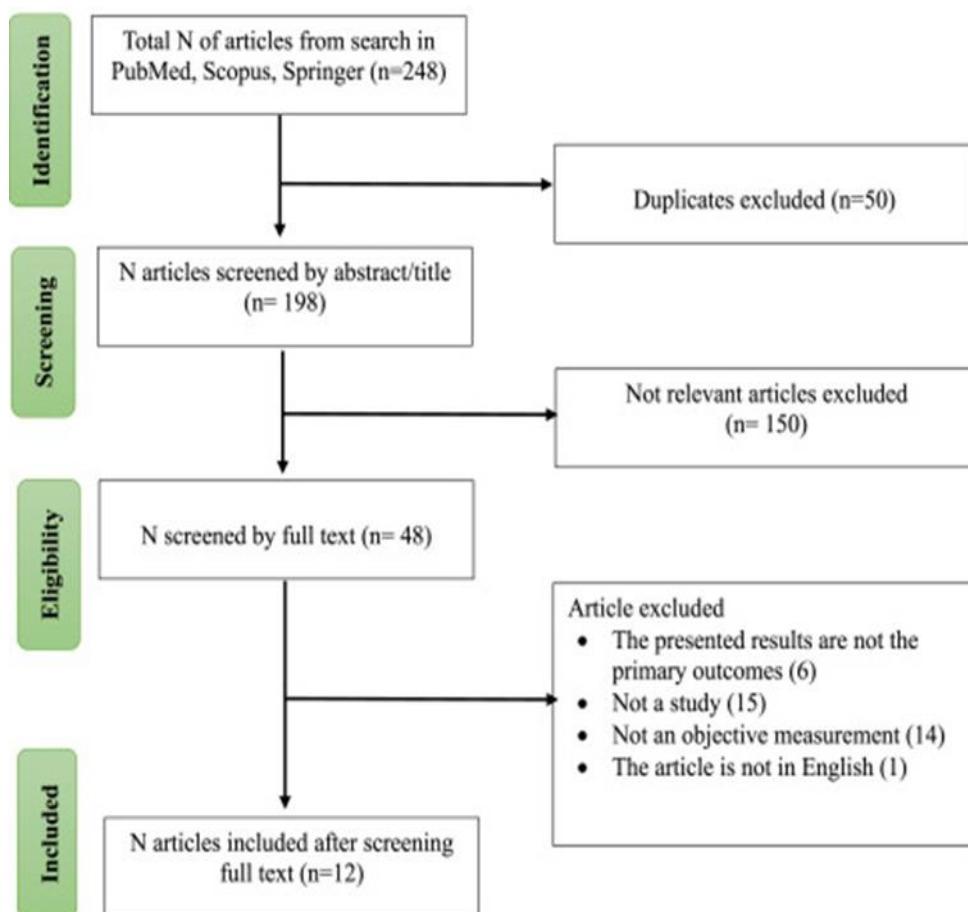 Identification
Total N of articles from search in
PubMed, Scopus, Springer (n=248)
Duplicates excluded (n=50)
Screening
N articles screened by abstract/title
(n= 198)
Not relevant articles excluded
(n= 150)
Eligibility
N screened by full text (n= 48)
Article excluded
• The presented results are not the
primary outcomes (6)
• Not a study (15)
• Not an objective measurement (14)
• The article is not in English (1)
Included
N articles included after screening
full text (n=12)